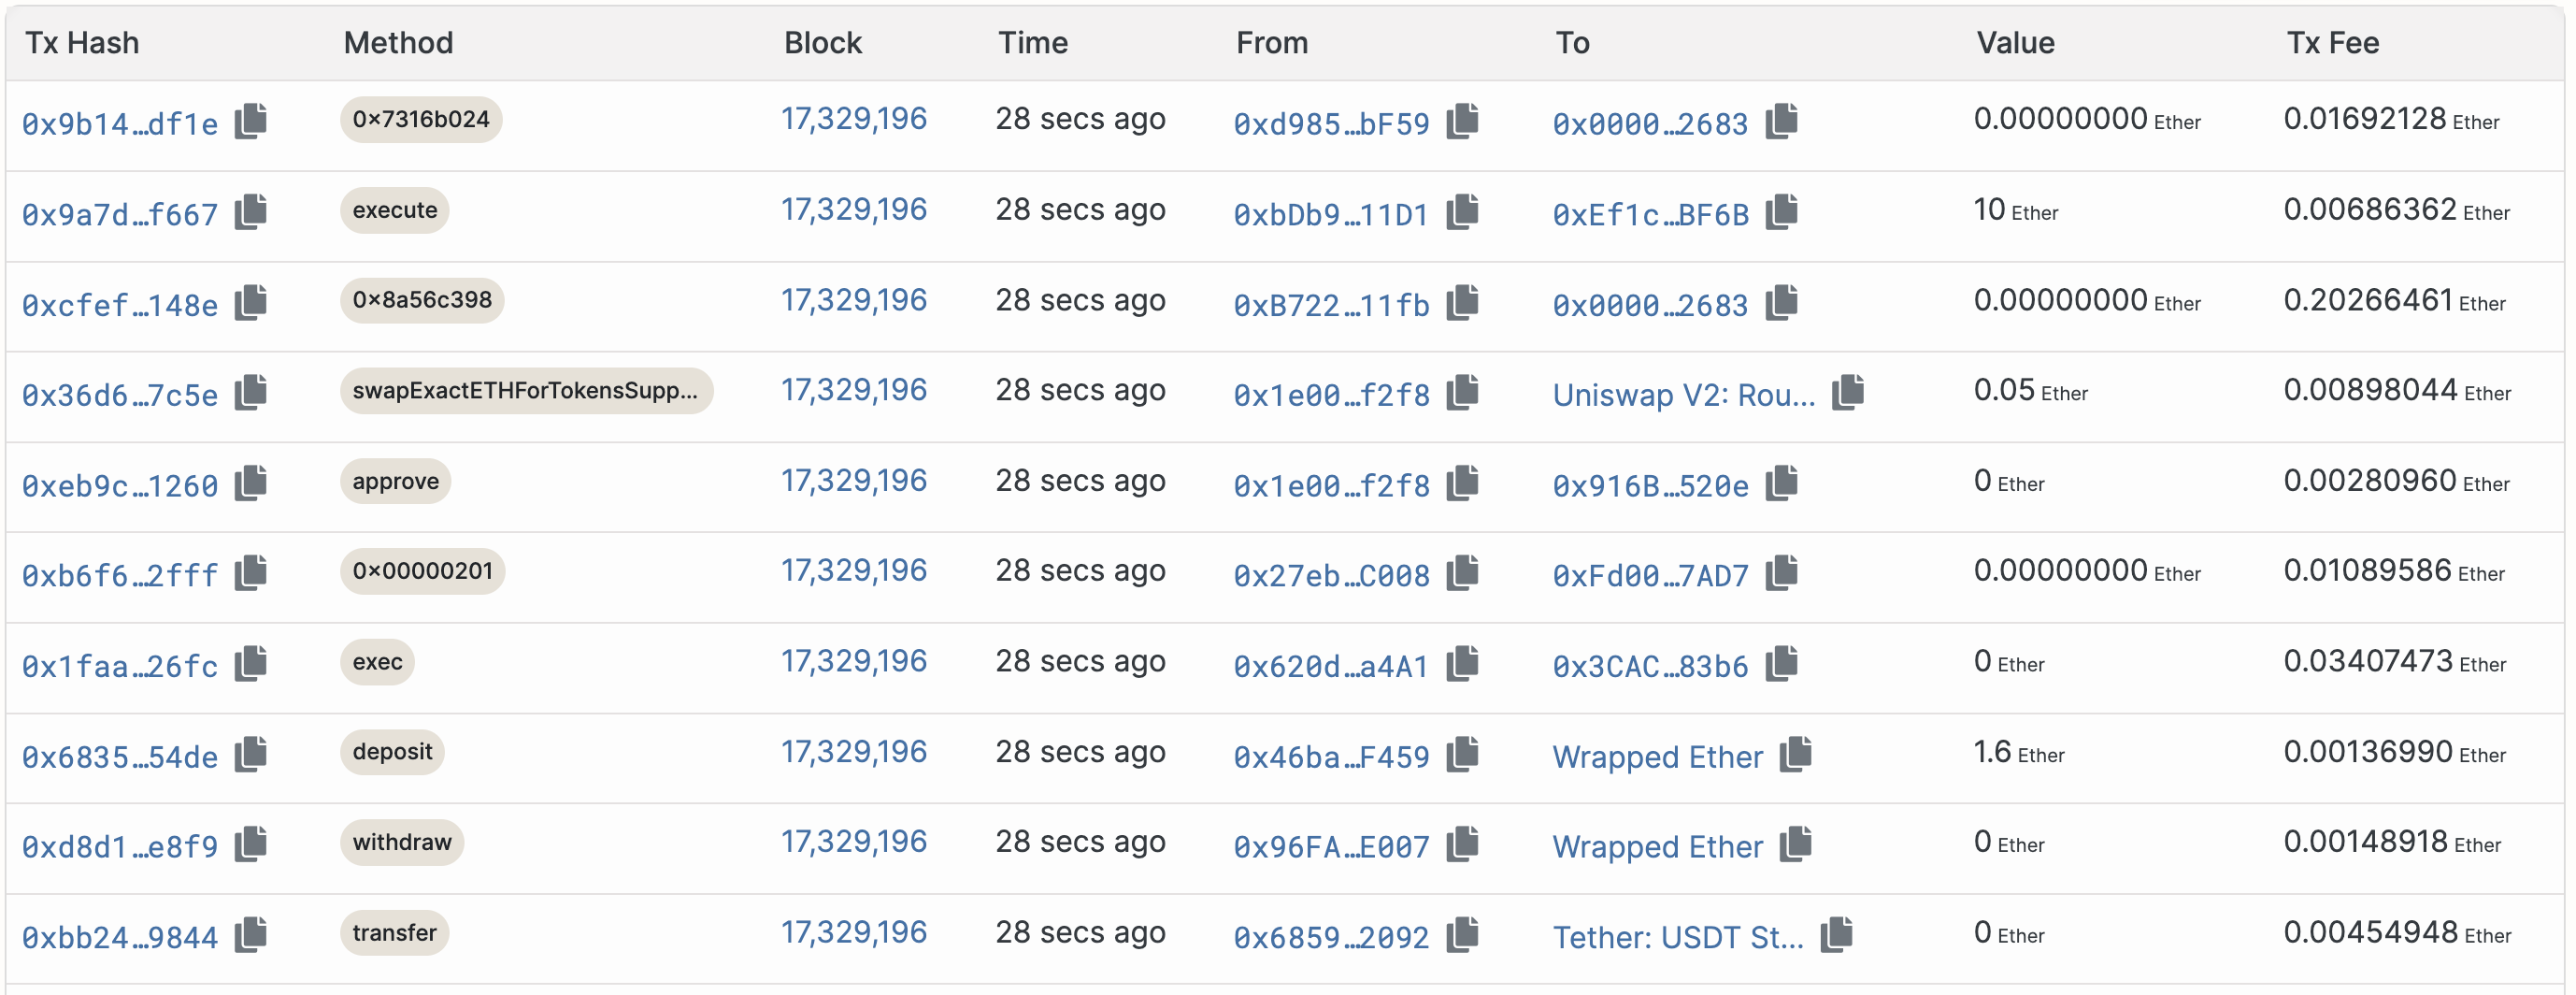 Tx Hash Method Block Time From To Value Tx Fee
0x9b14...df1e 0x7316b024 17,329,196 28 secs ago 0xd985...bF59 0x0000...2683 0.00000000 Ether 0.01692128 Ether
0x9a7d...f667 execute 17,329,196 28 secs ago 0xbDb9...11D1 0xEf1c...BF6B 10 Ether 0.00686362 Ether
0xcfef...148e 0x8a56c398 17,329,196 28 secs ago 0xB722...11fb 0x0000...2683 0.00000000 Ether 0.20266461 Ether
0x36d6...7c5e swapExactETHForTokensSupp... 17,329,196 28 secs ago 0x1e00...f2f8 Uniswap V2: Rou... 0.05 Ether 0.00898044 Ether
0xeb9c...1260 approve 17,329,196 28 secs ago 0x1e00...f2f8 0x916B...520e 0 Ether 0.00280960 Ether
0xb6f6...2fff 0x00000201 17,329,196 28 secs ago 0x27eb...C008 0xFd00...7AD7 0.00000000 Ether 0.01089586 Ether
0x1faa...26fc exec 17,329,196 28 secs ago 0x620d...a4A1 0x3CAC...83b6 0 Ether 0.03407473 Ether
0x6835...54de deposit 17,329,196 28 secs ago 0x46ba...F459 Wrapped Ether 1.6 Ether 0.00136990 Ether
0xd8d1...e8f9 withdraw 17,329,196 28 secs ago 0x96FA...E007 Wrapped Ether 0 Ether 0.00148918 Ether
0xbb24...9844 transfer 17,329,196 28 secs ago 0x6859...2092 Tether: USDT St... 0 Ether 0.00454948 Ether